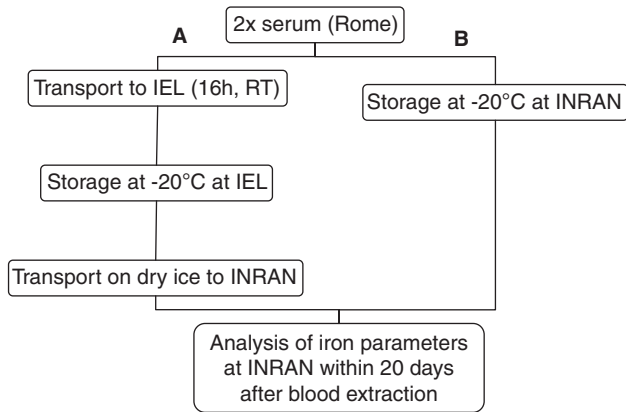 2x serum (Rome)
A
B
Transport to IEL (16h, RT)
Storage at -20°C at INRAN
Storage at -20°C at IEL
Transport on dry ice to INRAN
Analysis of iron parameters
at INRAN within 20 days
after blood extraction